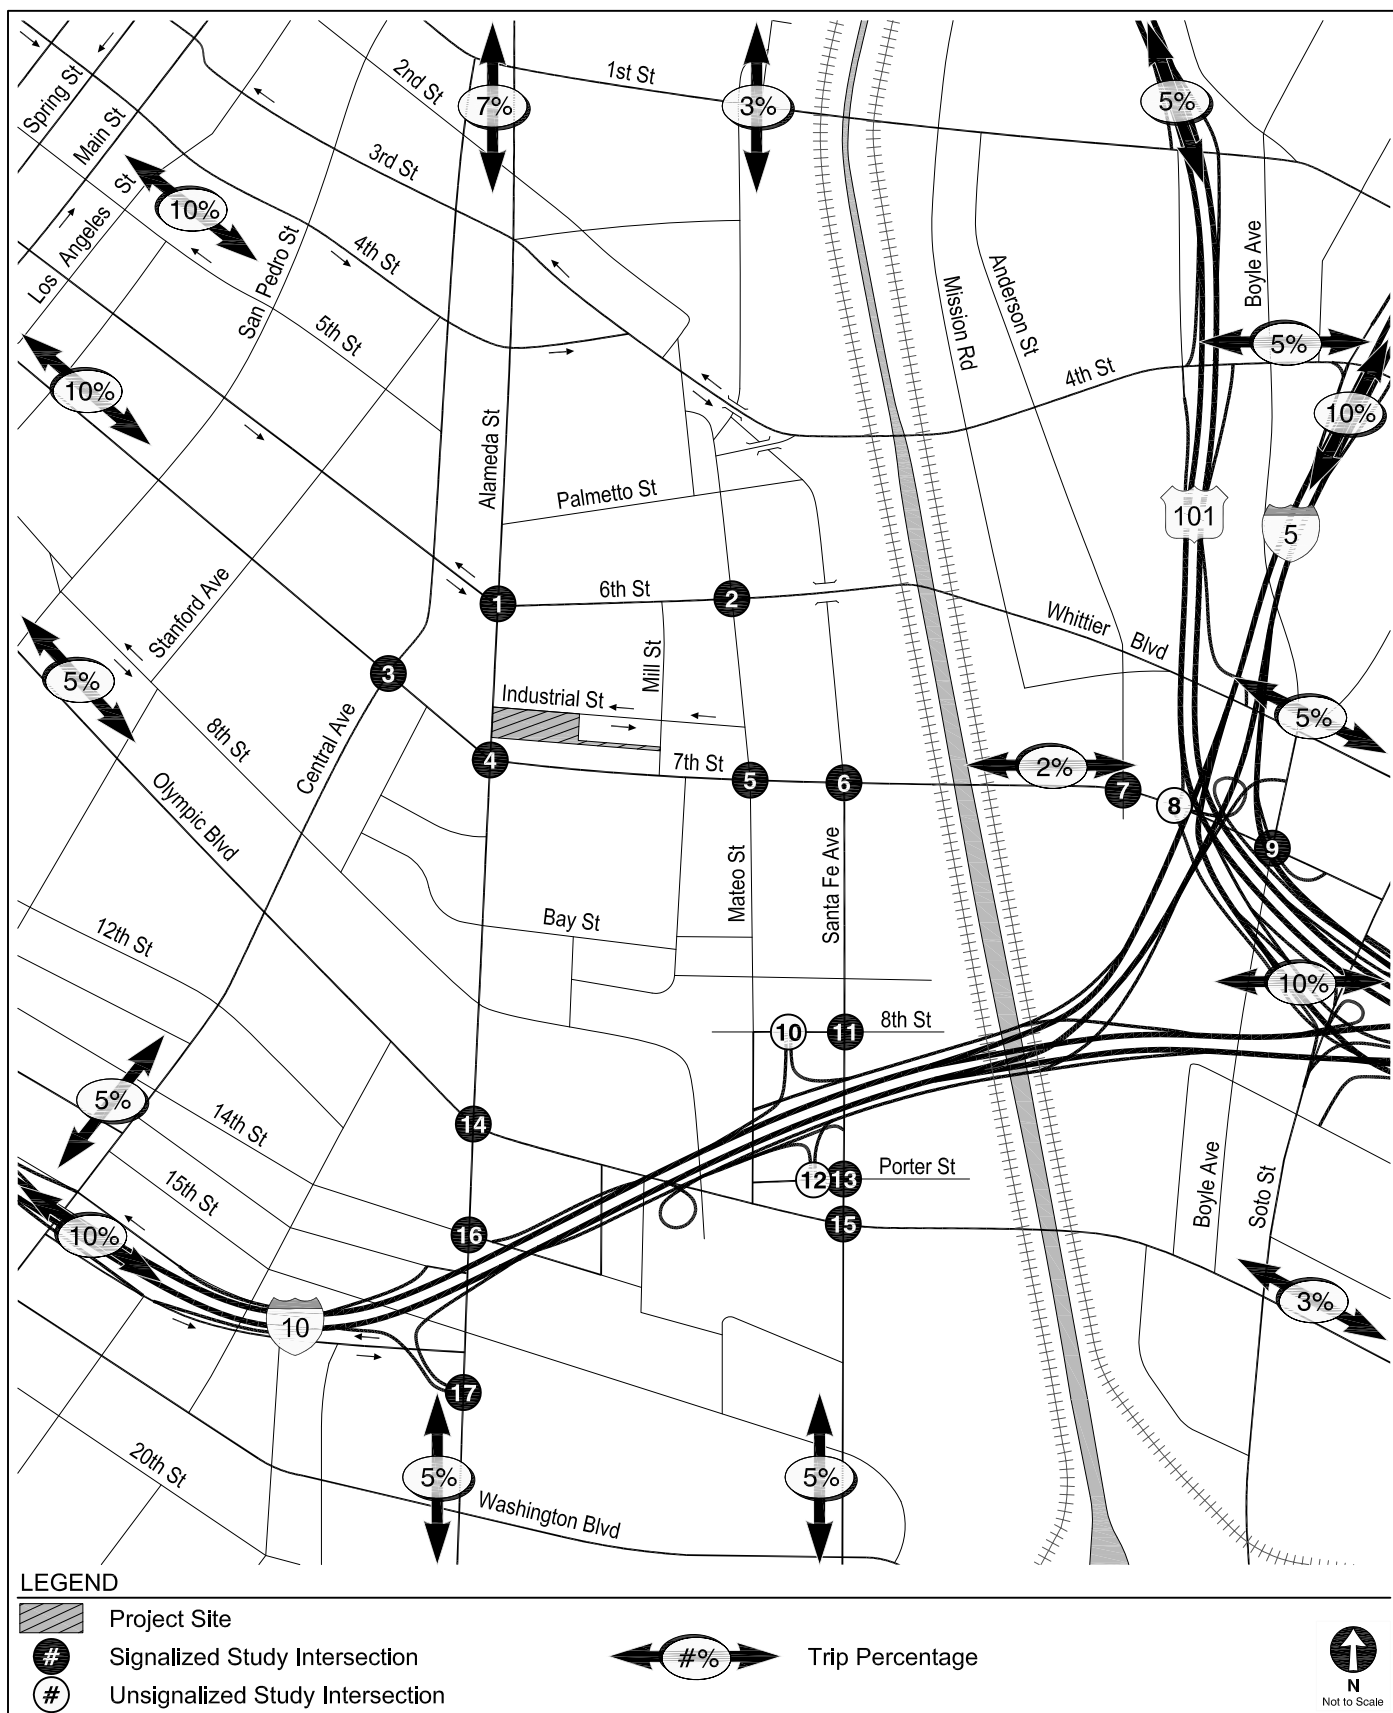 1st St
2nd St
7%
3%
5%
Spring St
Main St
3rd St
10%
Los Angeles St
San Pedro St
4th St
Boyle Ave
Anderson St
Mission Rd
5th St
5%
4th St
10%
10%
Alameda St
Palmetto St
101
5
6th St
1
2
Whittier Blvd
Stanford Ave
Mill St
3
5%
Industrial St
5%
8th St
Central Ave
4
7th St
5
6
2%
7
8
9
Olympic Blvd
Mateo St
Santa Fe Ave
Bay St
12th St
10%
10
11
8th St
5%
14th St
14
Porter St
12
13
15th St
Boyle Ave
Soto St
15
10%
16
3%
10
17
20th St
5%
5%
Washington Blvd
LEGEND
Project Site
# Signalized Study Intersection
#% Trip Percentage
# Unsignalized Study Intersection
N
Not to Scale